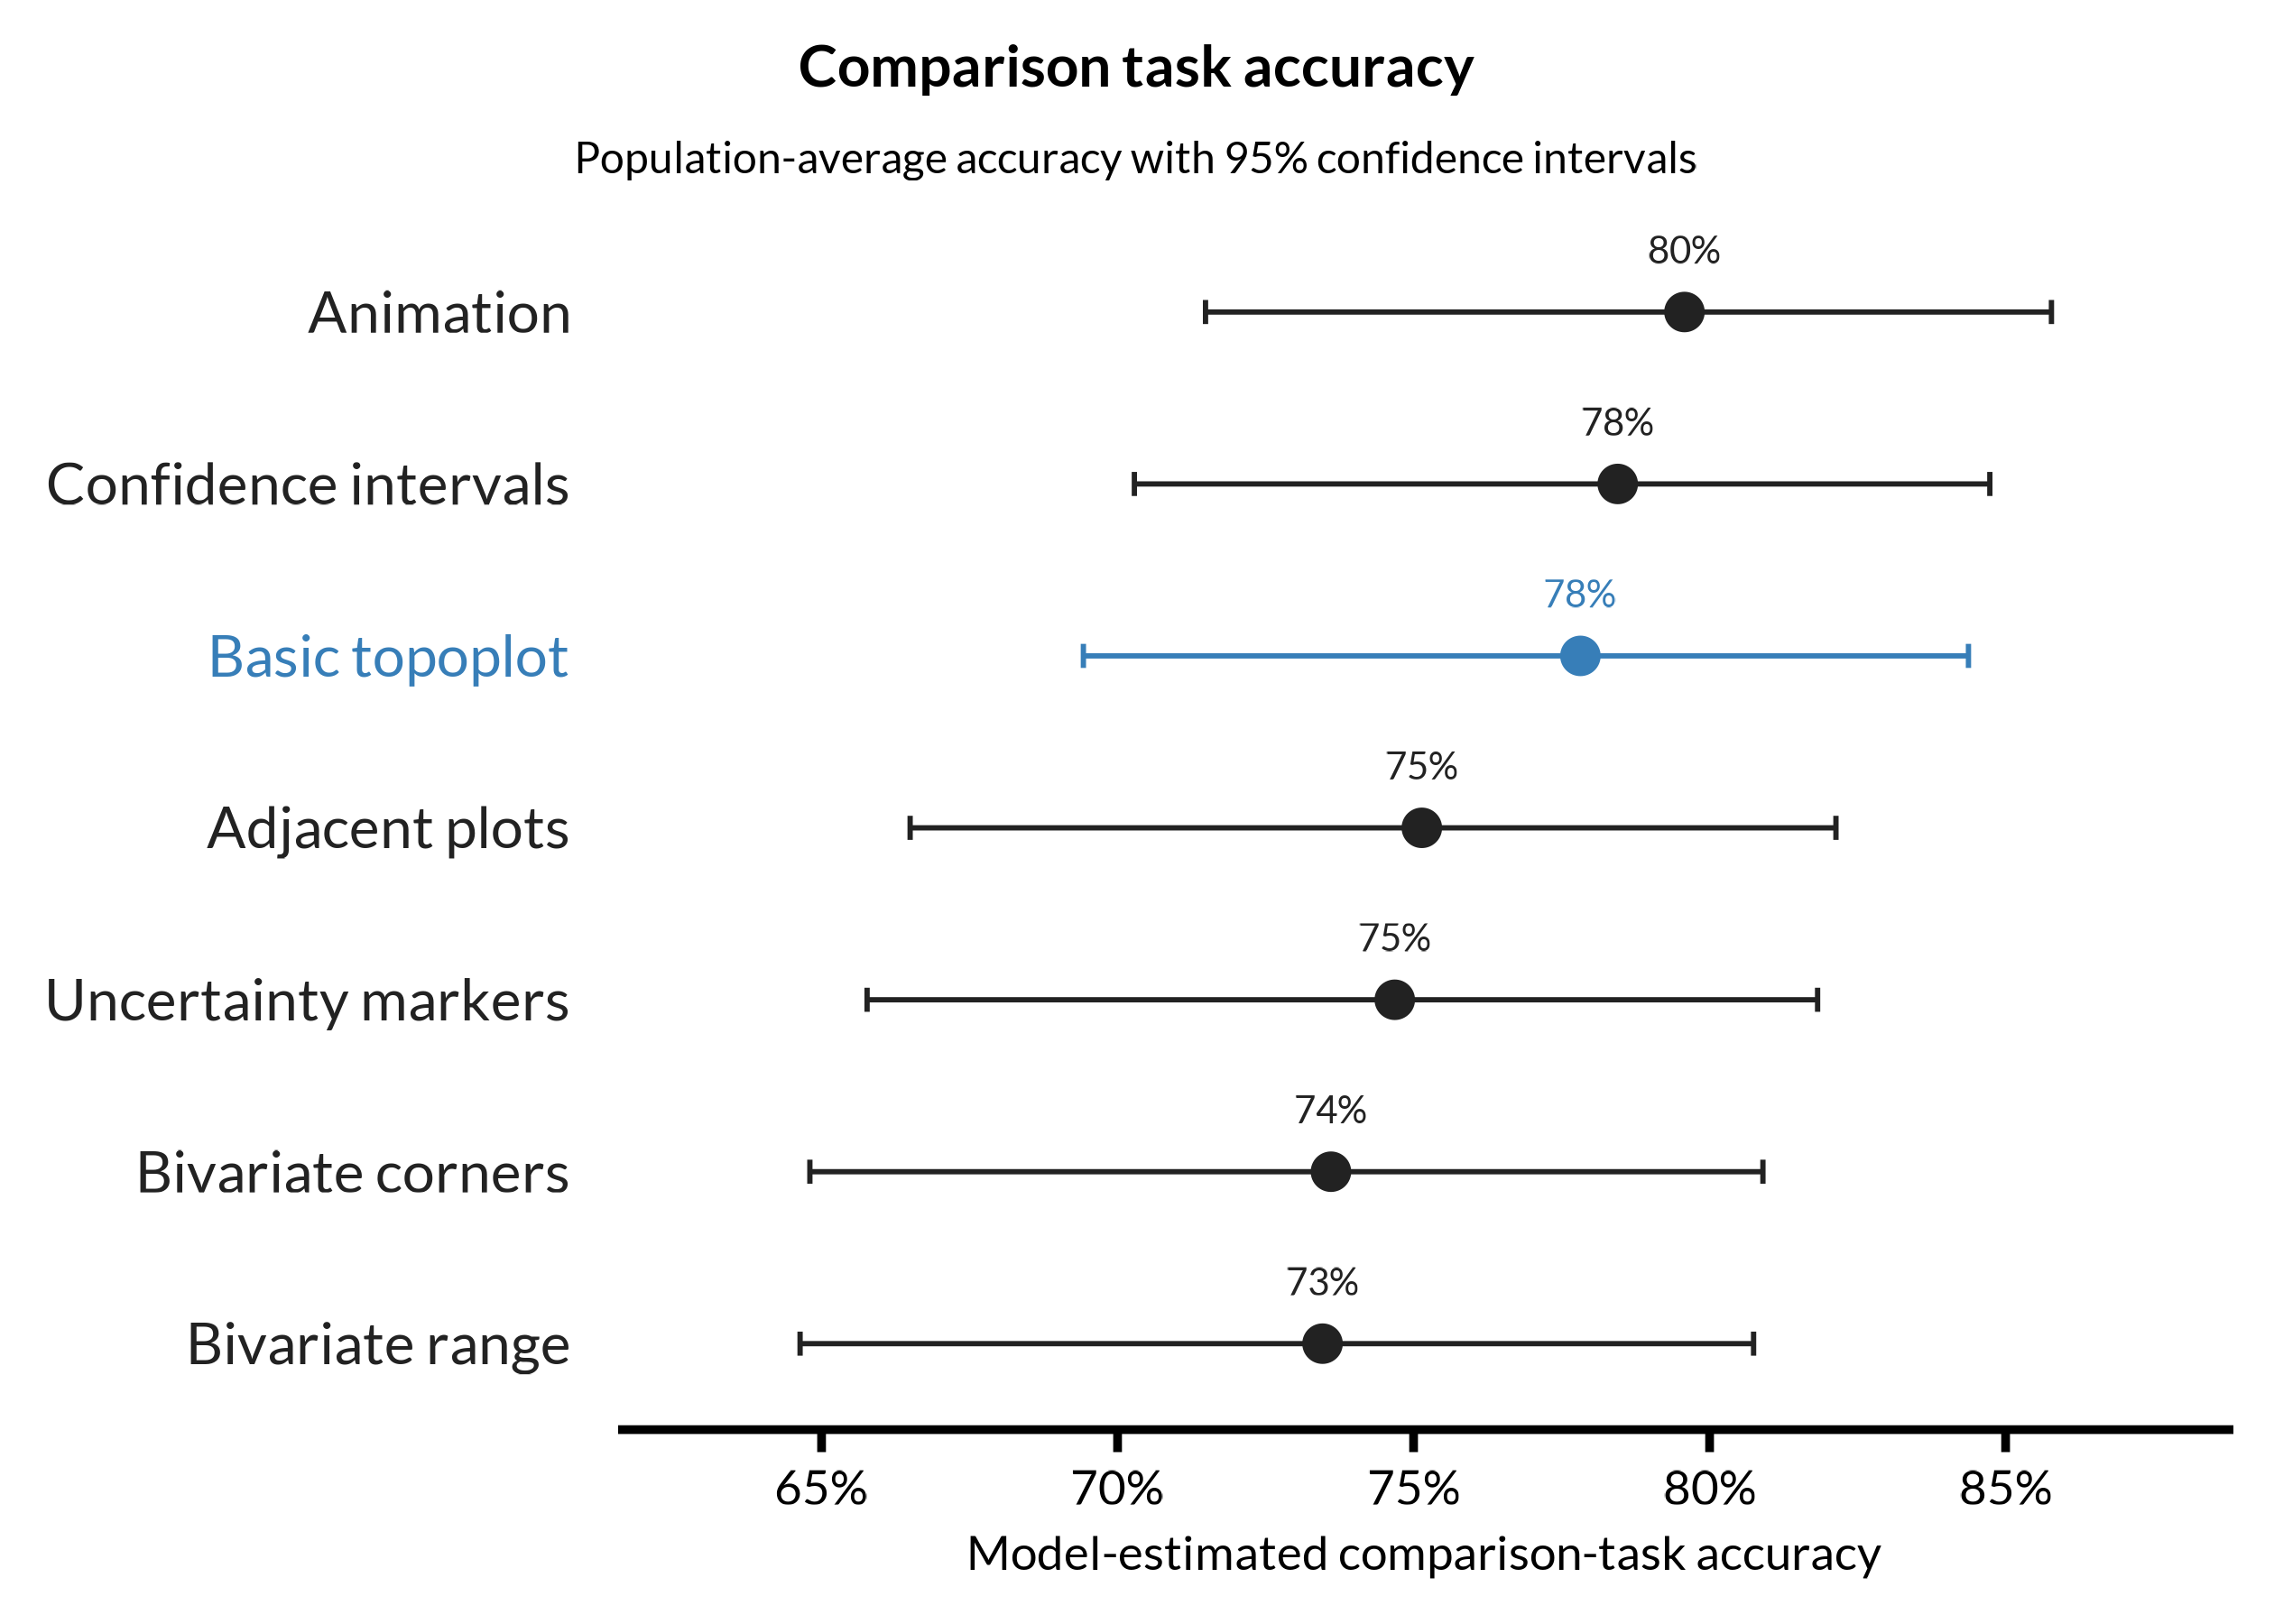 Comparison task accuracy
Population-average accuracy with 95% confidence intervals
80%
Animation
78%
Confidence intervals
78%
Basic topoplot
75%
Adjacent plots
75%
Uncertainty markers
74%
Bivariate corners
73%
Bivariate range
65% 70% 75% 80% 85%
Model-estimated comparison-task accuracy